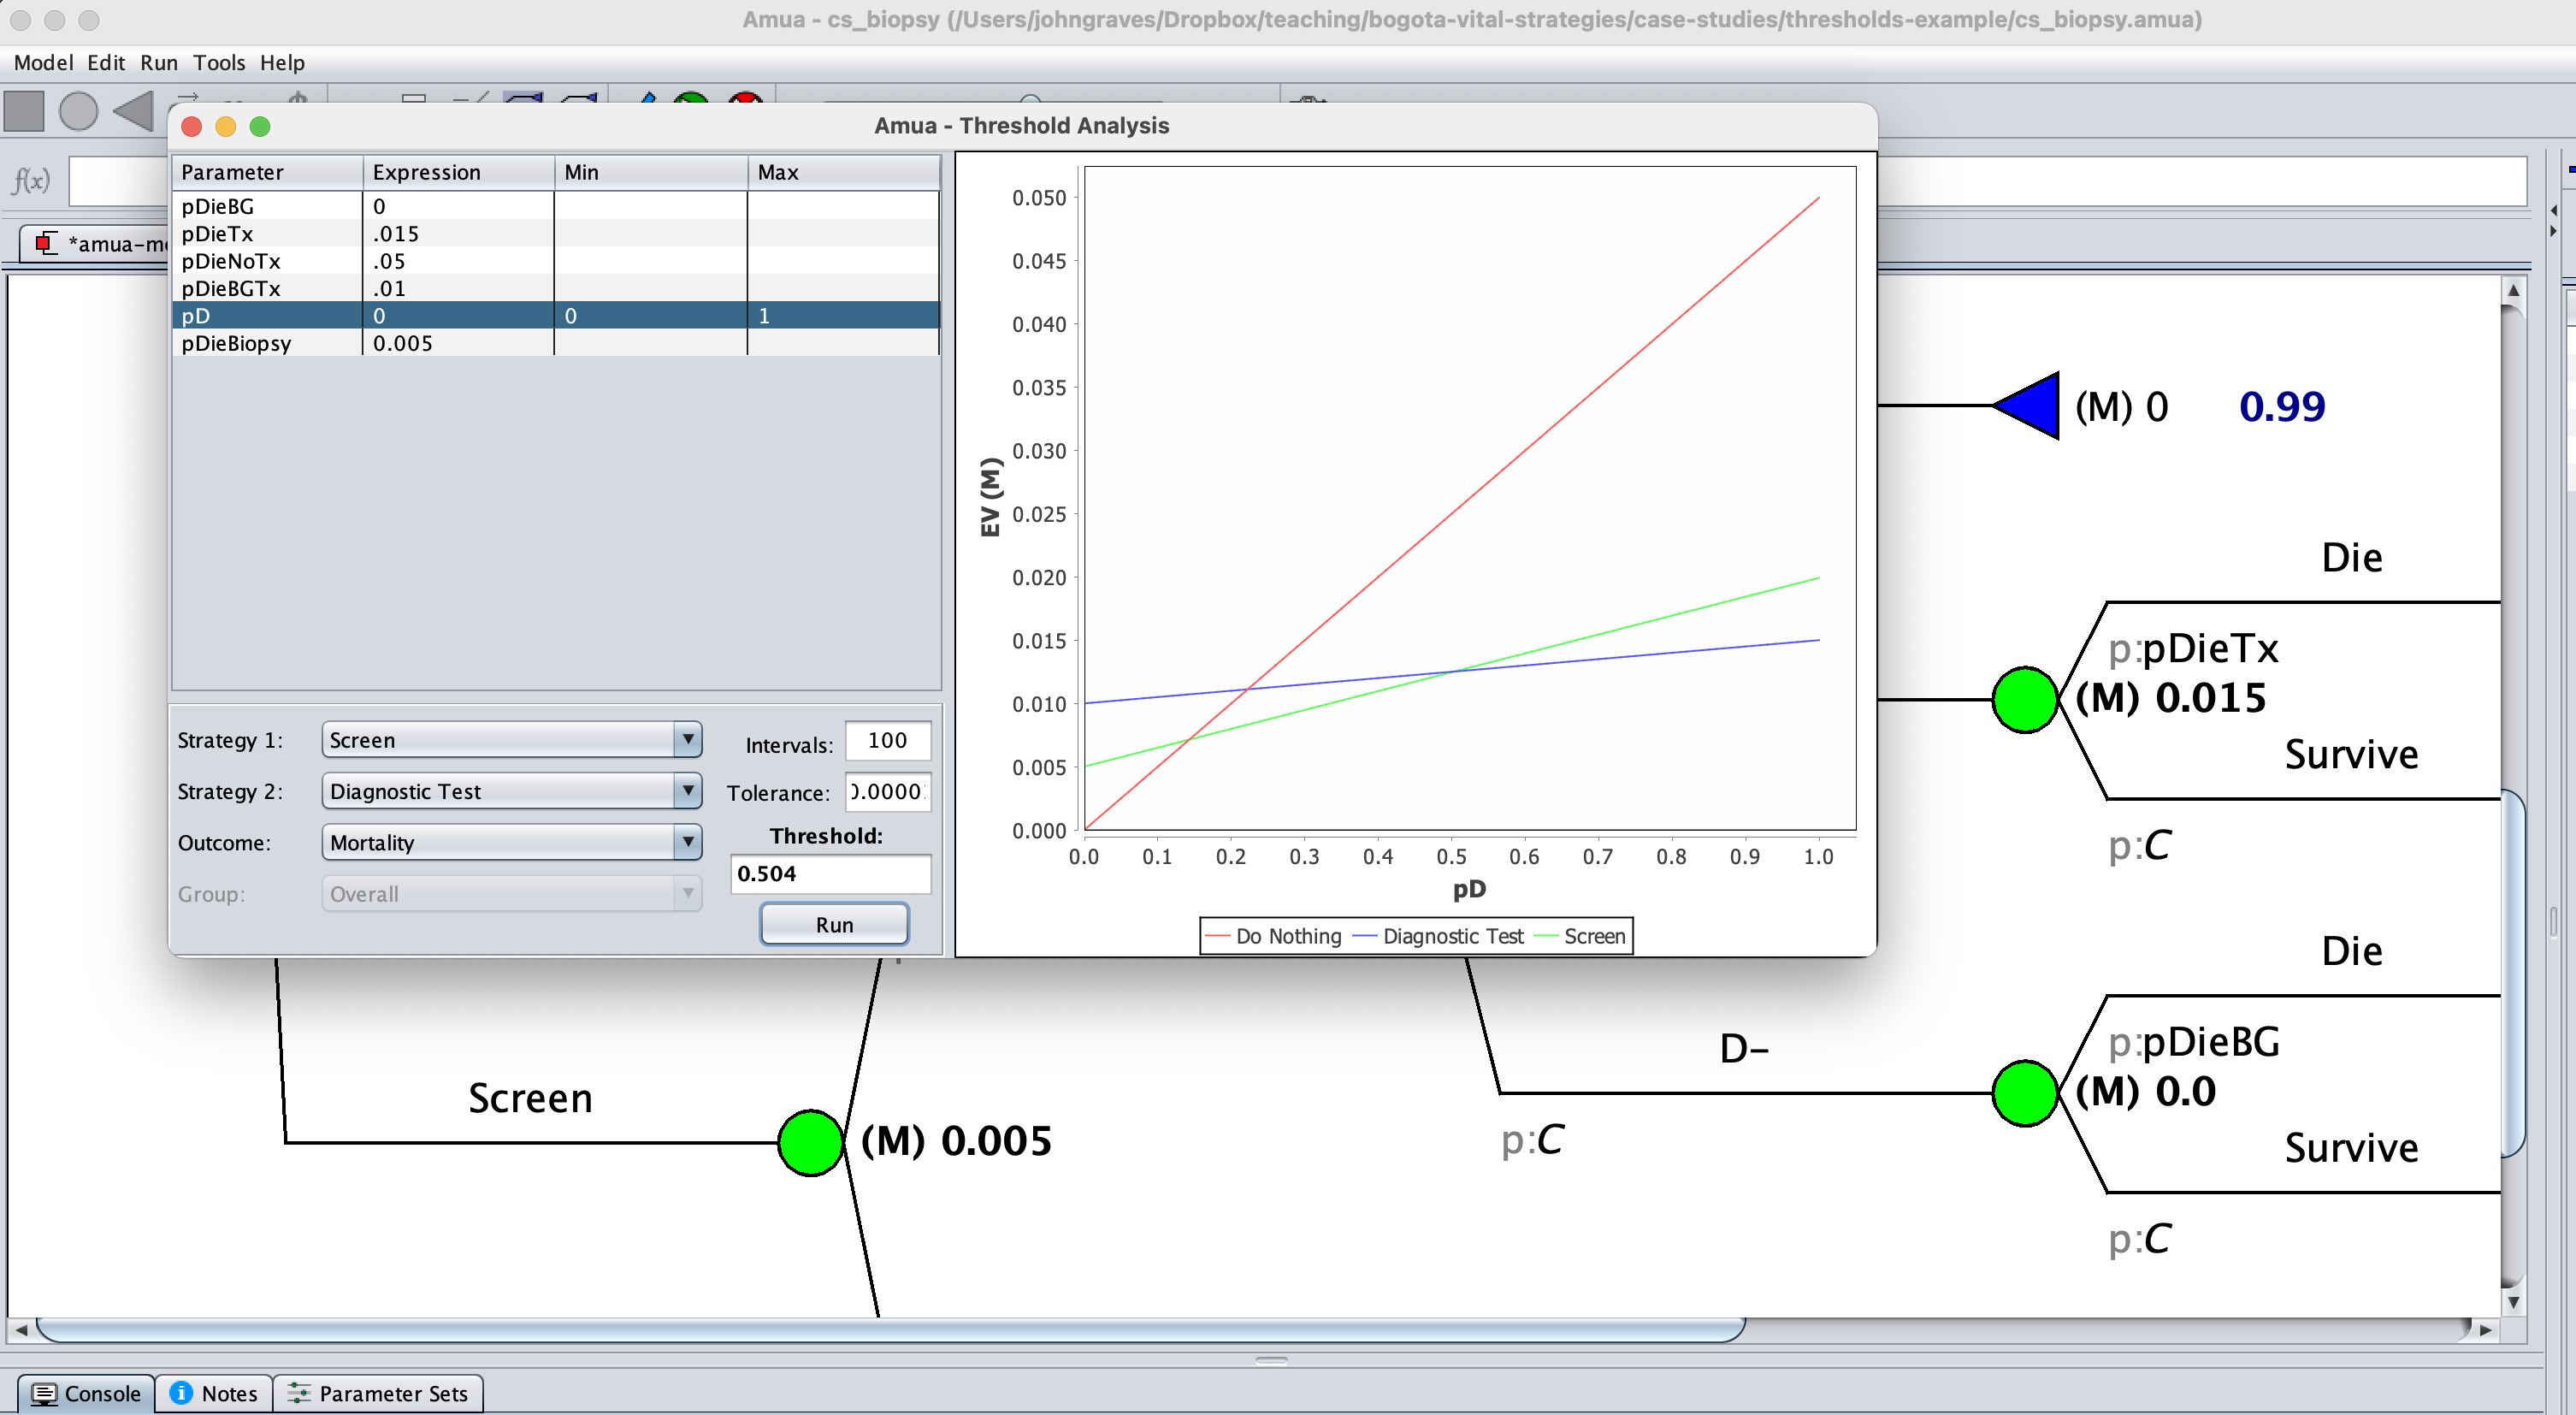 Amua - cs_biopsy (/Users/johngraves/Dropbox/teaching/bogota-vital-strategies/case-studies/thresholds-example/cs_biopsy.amua)
Model Edit Run Tools Help
Amua - Threshold Analysis
f(x)
Parameter Expression Min Max
pDieBG 0
pDieTx .015
pDieNoTx .05
pDieBGTx .01
pD 0 0 1
pDieBiopsy 0.005
Strategy 1: Screen
Strategy 2: Diagnostic Test
Outcome: Mortality
Group: Overall
Intervals: 100
Tolerance:
Threshold:
0.504
Run
0.050
0.045
0.040
0.035
0.030
0.025
0.020
0.015
0.010
0.005
0.000
EV (M)
0.0 0.1 0.2 0.3 0.4 0.5 0.6 0.7 0.8 0.9 1.0
pD
Do Nothing Diagnostic Test Screen
(M) 0 0.99
Die
p:pDieTx
(M) 0.015
Survive
p:C
Die
D-
p:pDieBG
(M) 0.0
Survive
p:C
p:C
Screen
(M) 0.005
Console Notes Parameter Sets